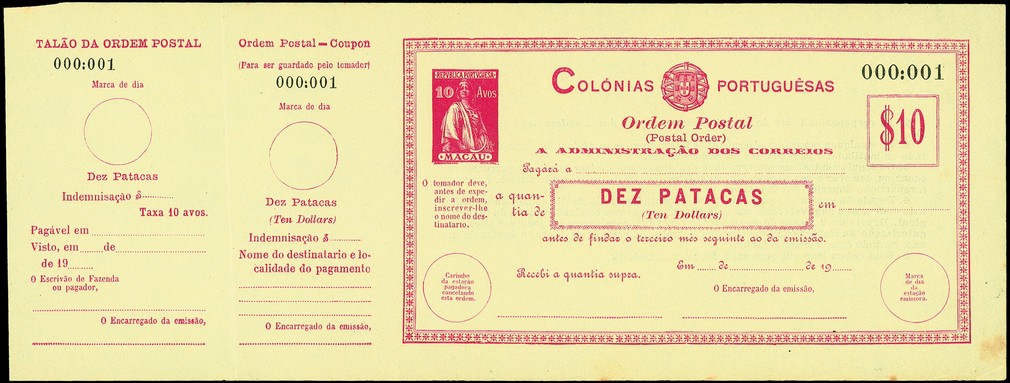 TALÃO DA ORDEM POSTAL
000:001
Marca de dia
Dez Patacas
Indemnisação $
Taxa 10 avos.
Pagável em
Visto, em de
de 19
O Escrivão de Fazenda
ou pagador,
O Encarregado da emissão,
Ordem Postal — Coupon
(Para ser guardado pelo tomador)
000:001
Marca de dia
Dez Patacas
(Ten Dollars)
Indemnisação $
Nome do destinatario e lo-
calidade do pagamento
O Encarregado da emissão,
REPUBLICA PORTUGUESA
10 Avos
MACAU
COLÓNIAS PORTUGUÊSAS
000:001
Ordem Postal
(Postal Order)
$10
A ADMINISTRAÇÃO DOS CORREIOS
Pagará a
O tomador deve,
antes de expe-
dir a ordem,
inscrever-lhe
o nome do des-
tinatario.
a quan-
tia de
DEZ PATACAS
(Ten Dollars)
em
antes de findar o terceiro mês seguinte ao da emissão.
Recebi a quantia supra.
Em de de 19
O Encarregado da emissão,
Carimbo
da estação
pagadora
cancelando
esta ordem.
Marca
de dia
da
estação
emissora.